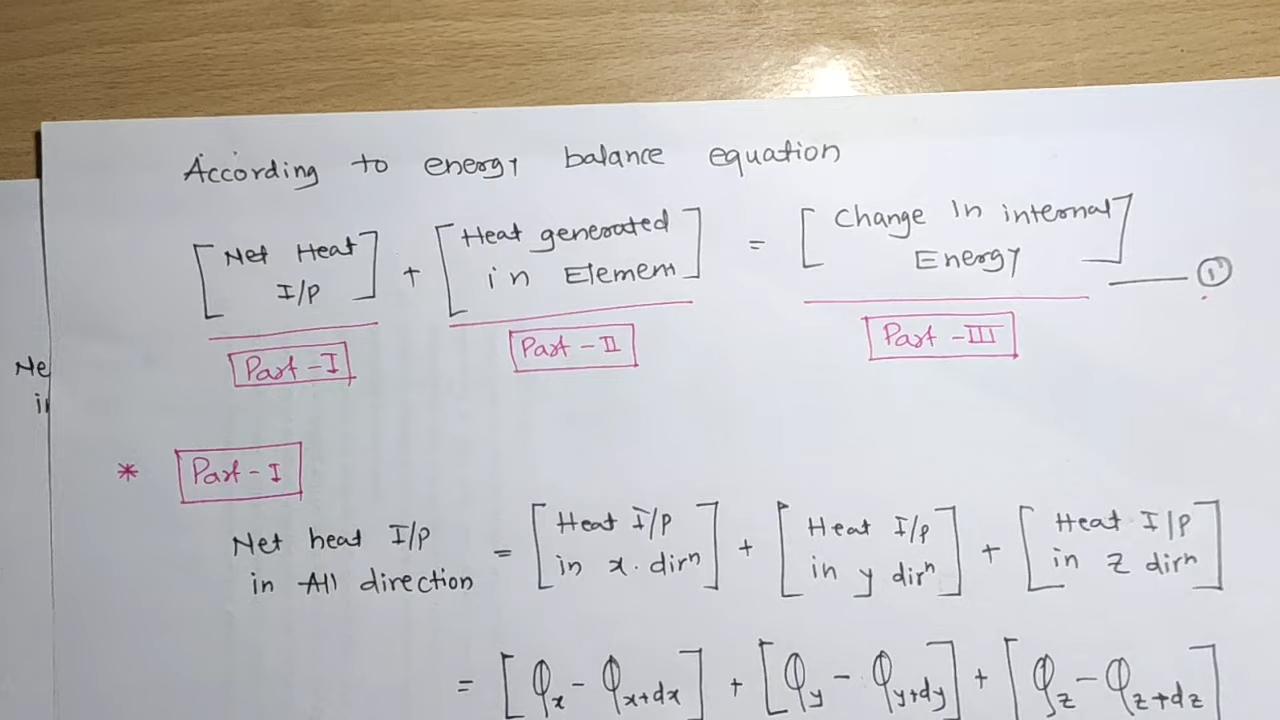 According to energy balance equation
[Net Heat I/P] + [Heat generated in Elemem] = [Change In internal Energy] —— ①
Part-I Part-II Part-III
Ne
in
* Part-I
Net heat I/P in All direction = [Heat I/P in x. dirn] + [Heat I/P in y dirn] + [Heat I/P in z dirn]
= [Qx - Qx+dx] + [Qy - Qy+dy] + [Qz - Qz+dz]